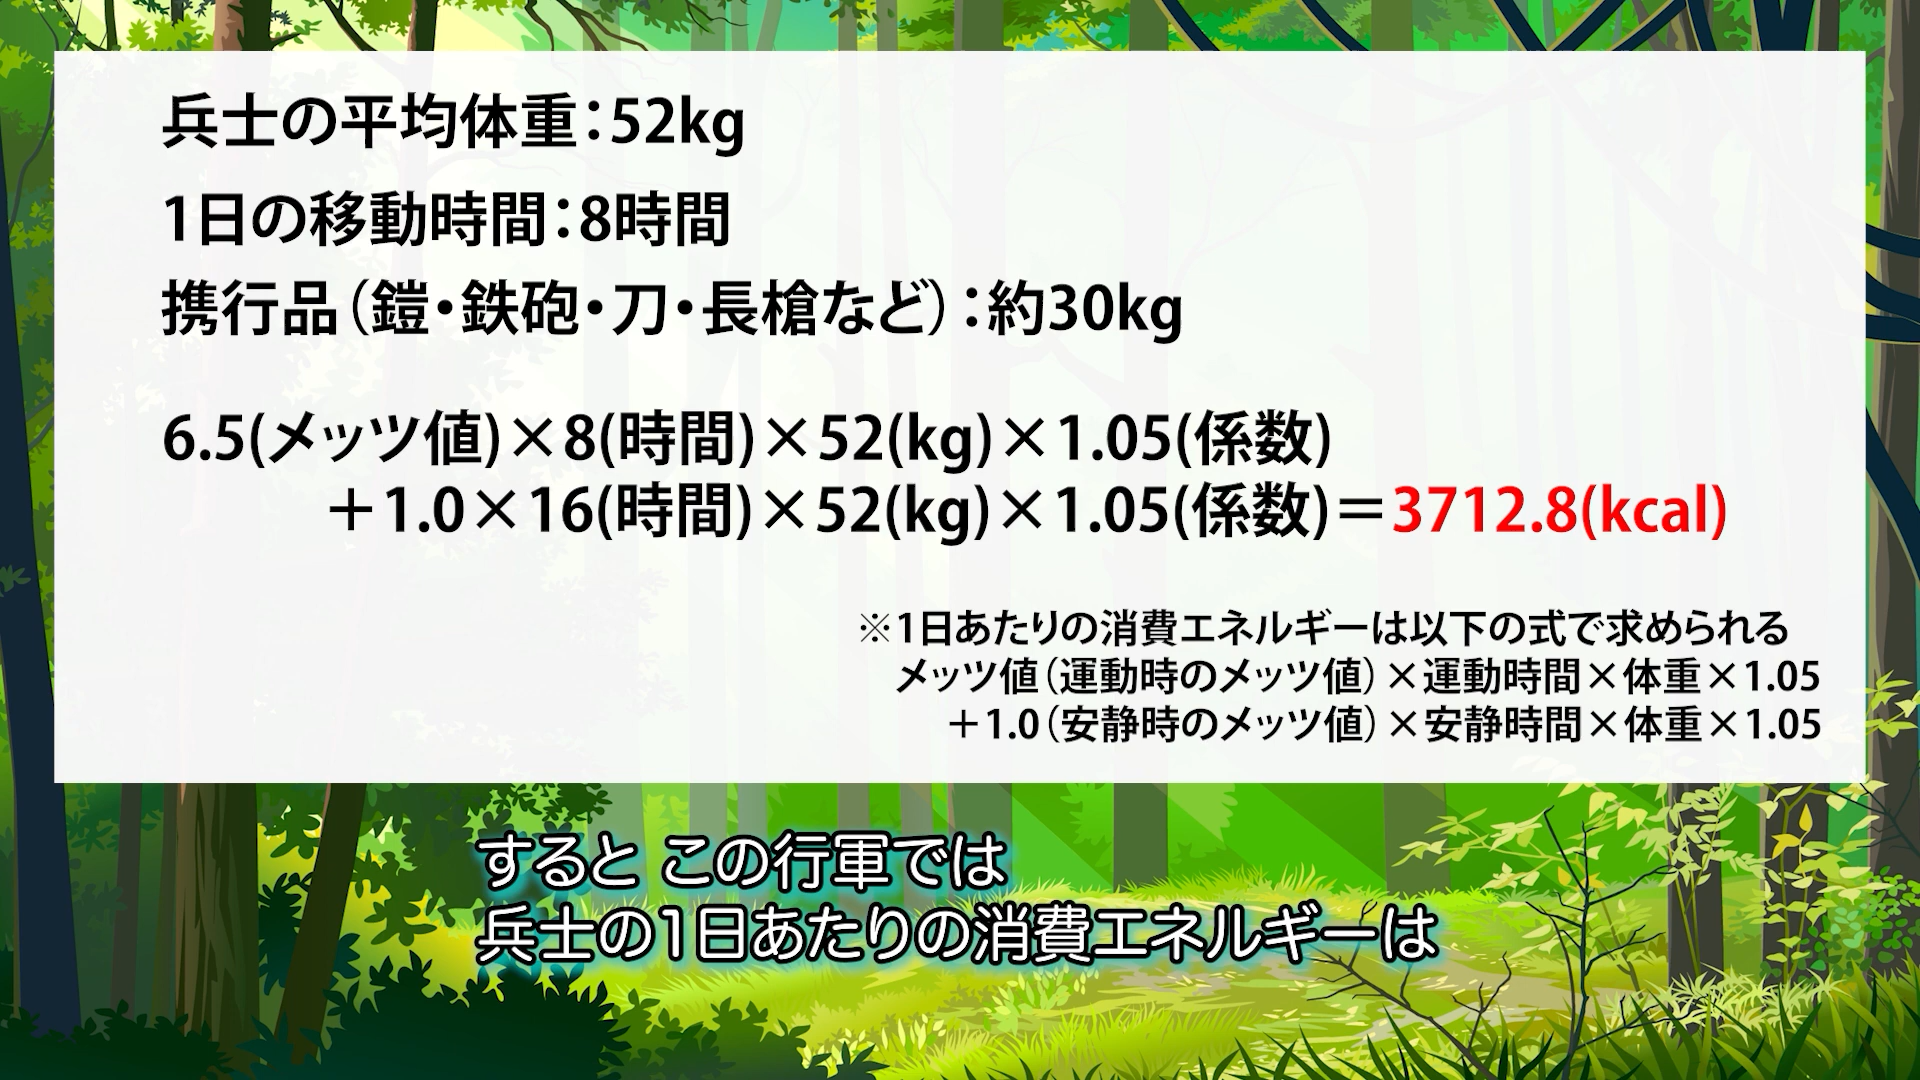 兵士の平均体重：52kg
1日の移動時間：8時間
携行品（鎧・鉄砲・刀・長槍など）：約30kg
6.5(メッツ値)×8(時間)×52(kg)×1.05(係数)
＋1.0×16(時間)×52(kg)×1.05(係数)＝3712.8(kcal)
※1日あたりの消費エネルギーは以下の式で求められる
メッツ値（運動時のメッツ値）×運動時間×体重×1.05
＋1.0（安静時のメッツ値）×安静時間×体重×1.05
すると この行軍では
兵士の1日あたりの消費エネルギーは